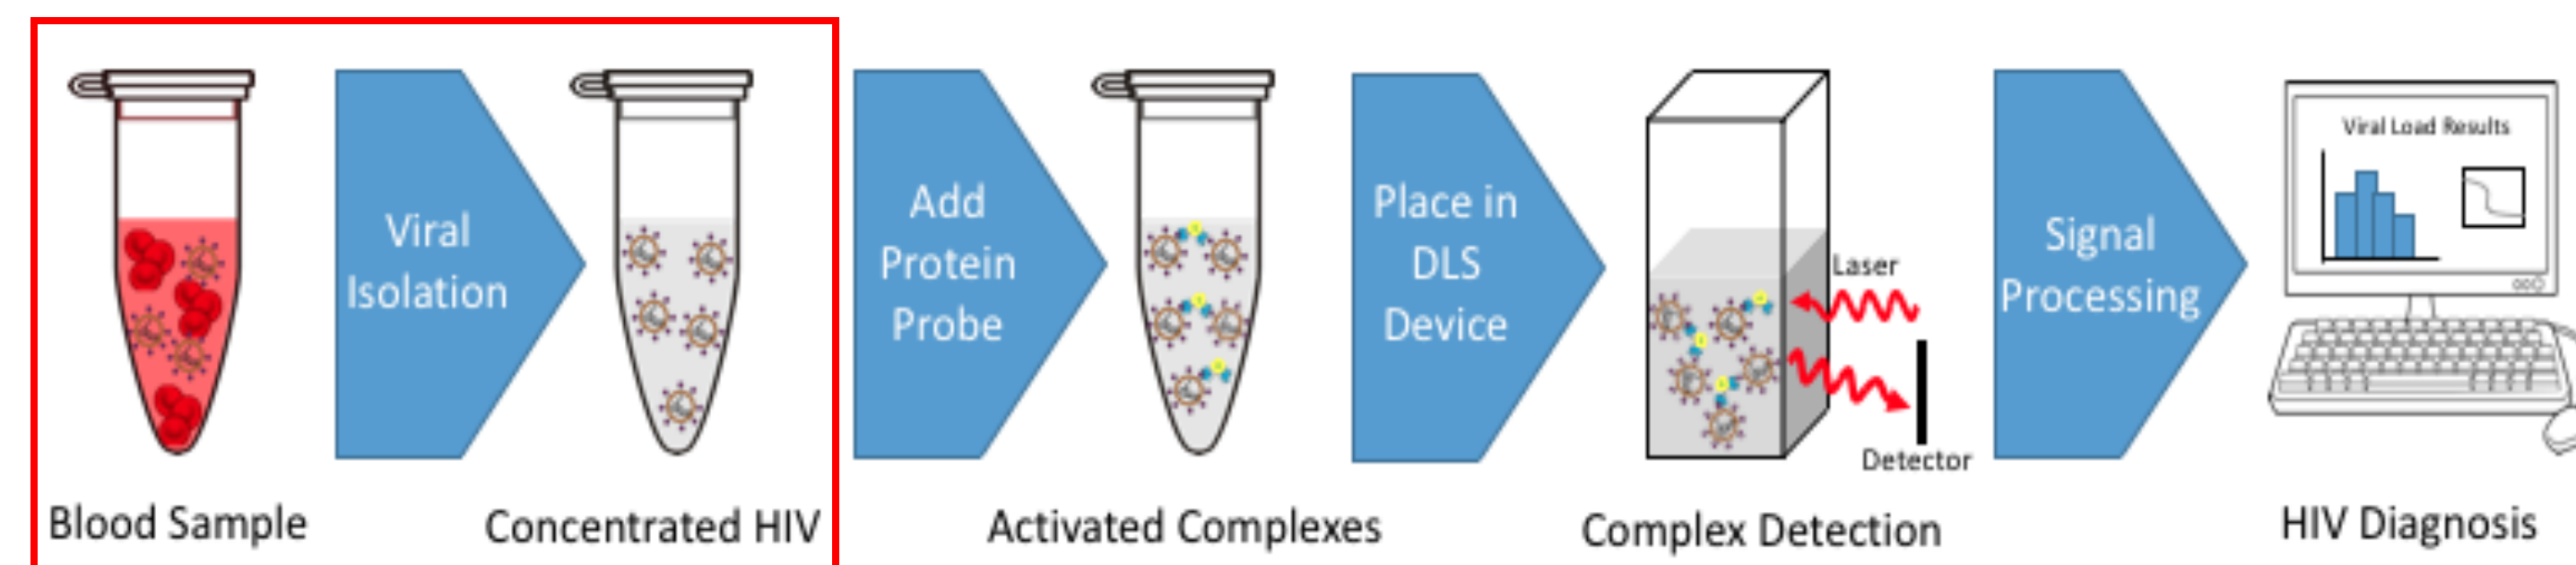 Viral
Isolation
Add
Protein
Probe
Place in
DLS
Device
Laser
Detector
Signal
Processing
Viral Load Results
Blood Sample
Concentrated HIV
Activated Complexes
Complex Detection
HIV Diagnosis